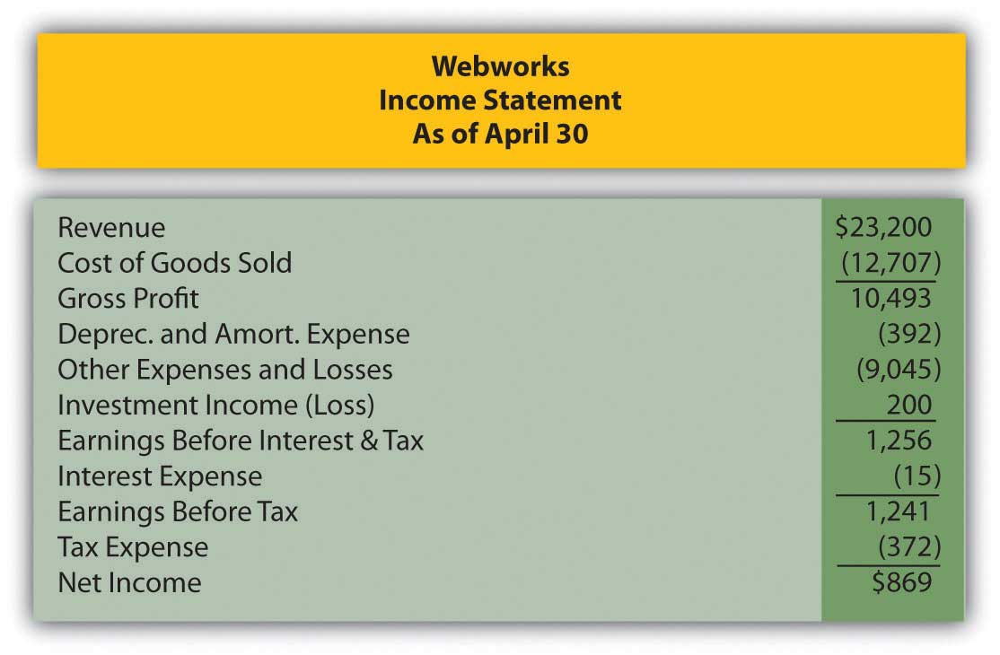 Webworks
Income Statement
As of April 30
Revenue $23,200
Cost of Goods Sold (12,707)
Gross Profit 10,493
Deprec. and Amort. Expense (392)
Other Expenses and Losses (9,045)
Investment Income (Loss) 200
Earnings Before Interest & Tax 1,256
Interest Expense (15)
Earnings Before Tax 1,241
Tax Expense (372)
Net Income $869